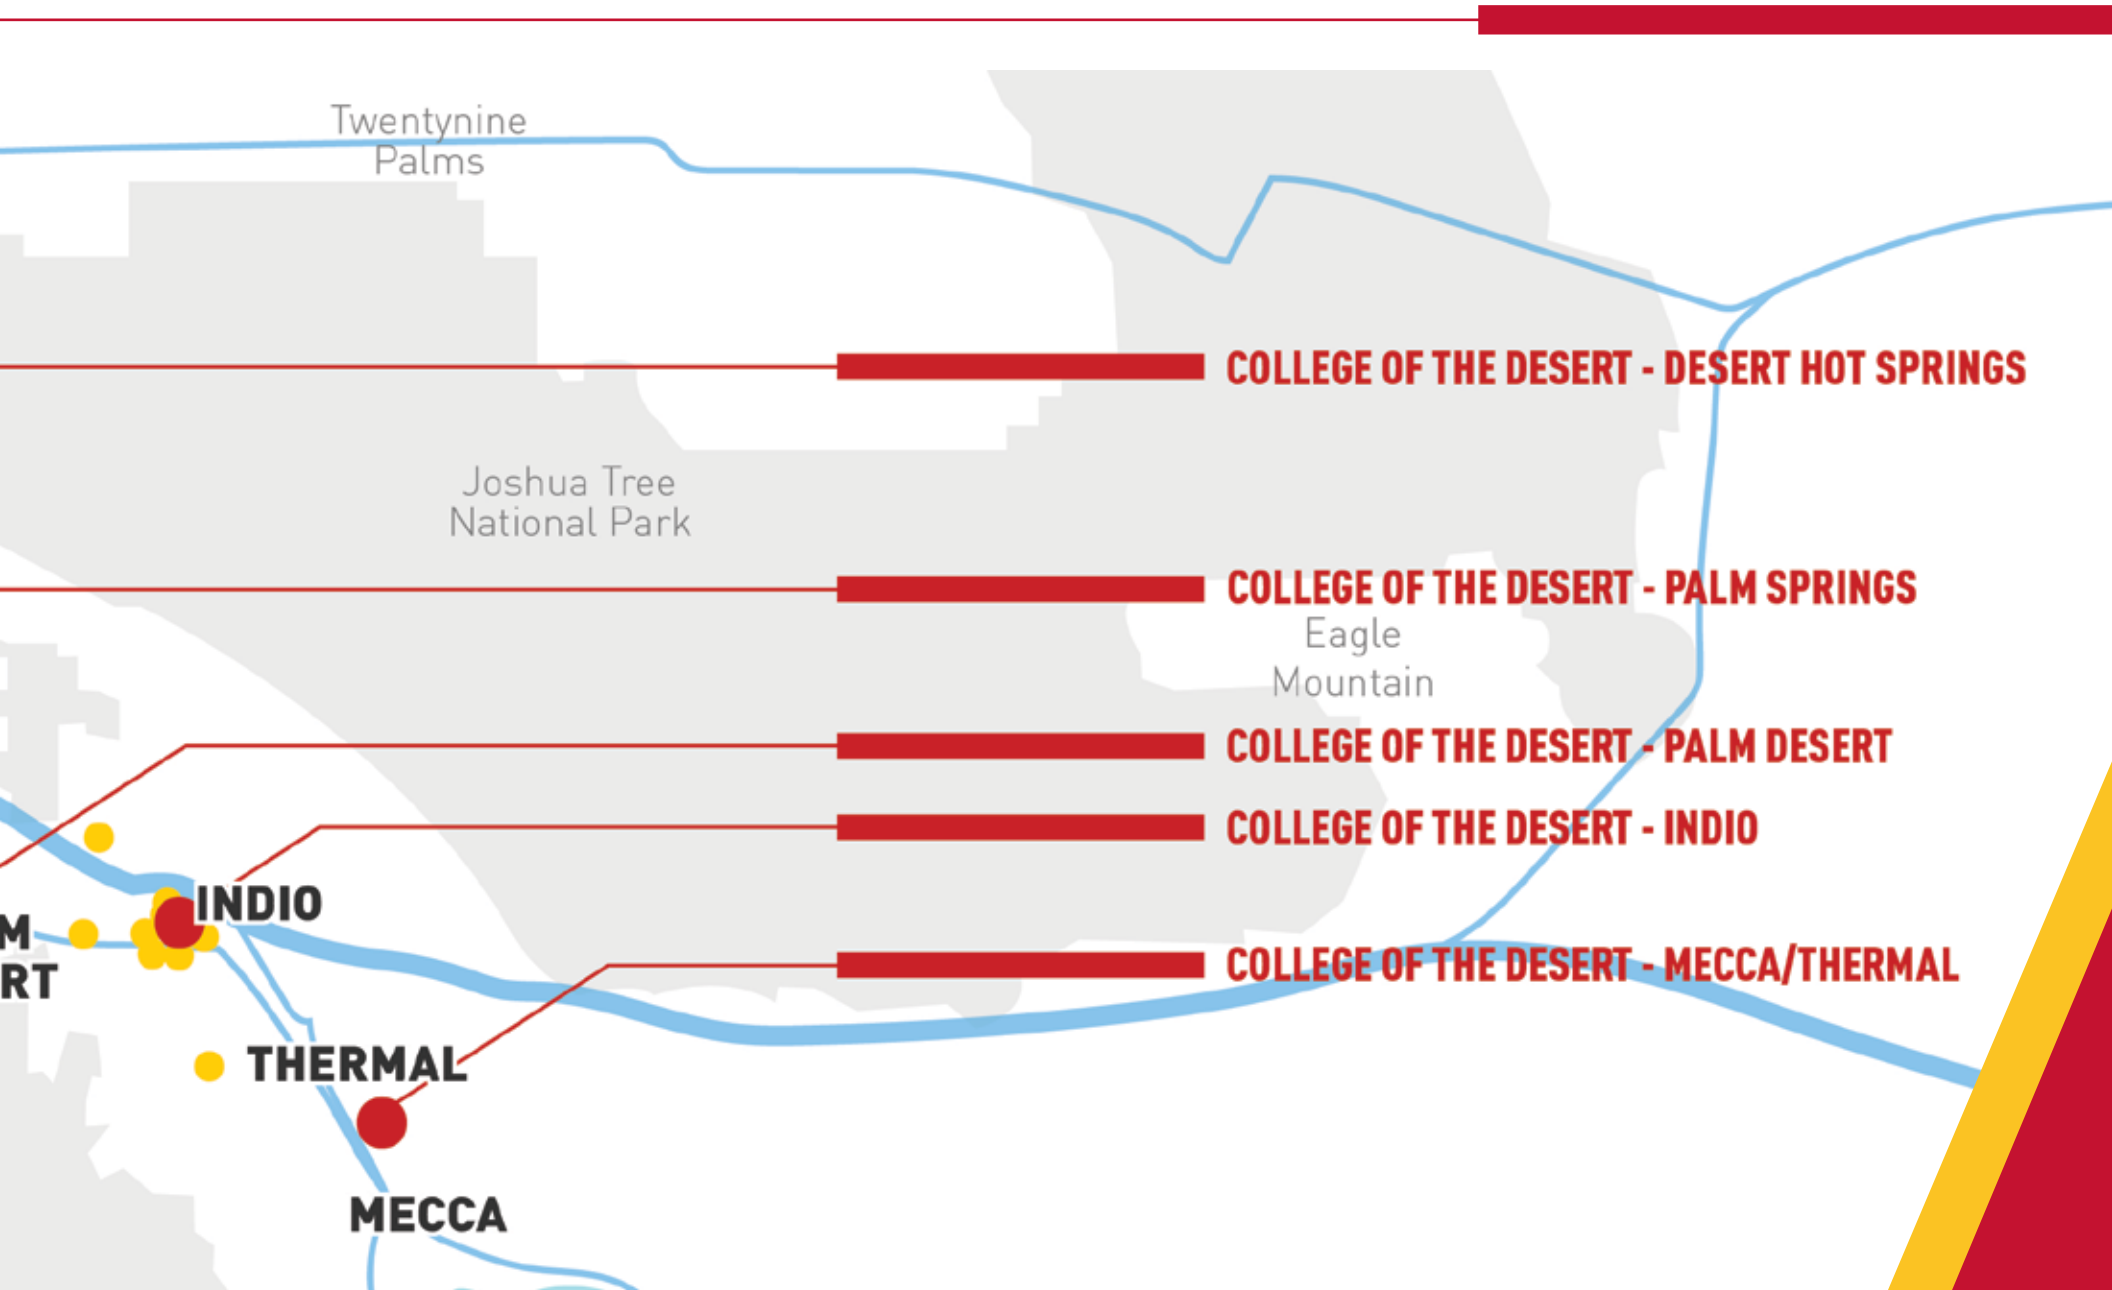 Twentynine
Palms
COLLEGE OF THE DESERT - DESERT HOT SPRINGS
Joshua Tree
National Park
COLLEGE OF THE DESERT - PALM SPRINGS
Eagle
Mountain
COLLEGE OF THE DESERT - PALM DESERT
COLLEGE OF THE DESERT - INDIO
INDIO
M
RT
COLLEGE OF THE DESERT - MECCA/THERMAL
THERMAL
MECCA